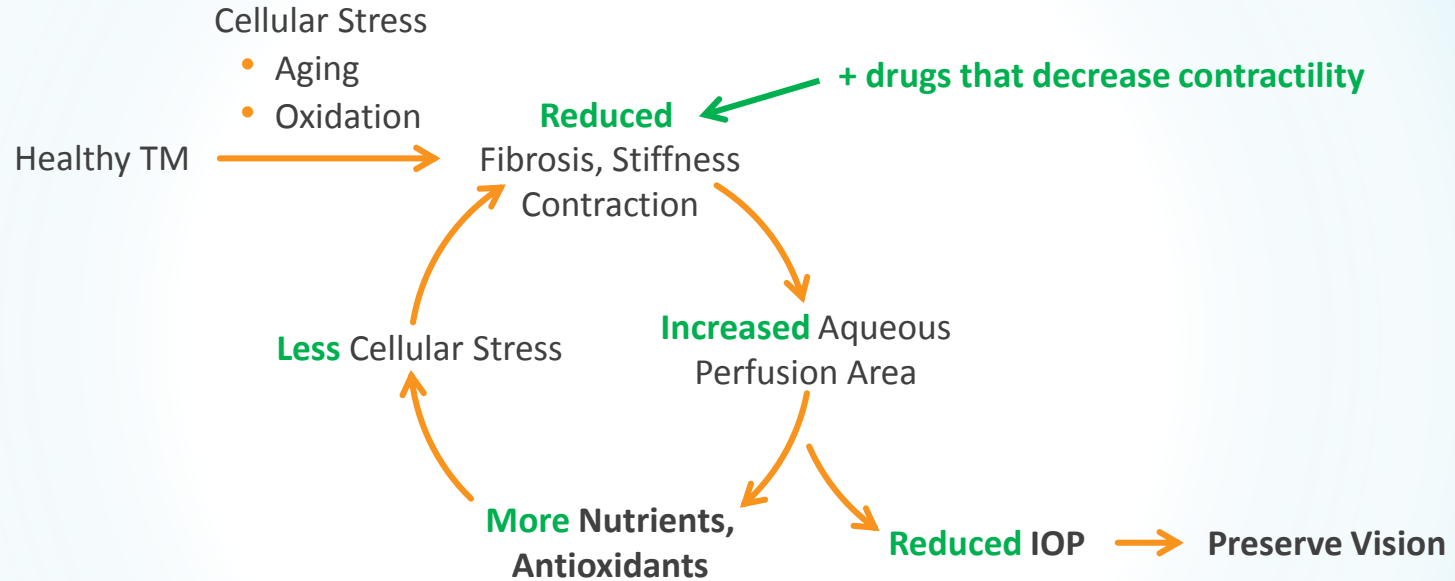 Cellular Stress
• Aging
• Oxidation
+ drugs that decrease contractility
Healthy TM
Reduced
Fibrosis, Stiffness
Contraction
Increased Aqueous
Perfusion Area
Less Cellular Stress
More Nutrients,
Antioxidants
Reduced IOP
Preserve Vision